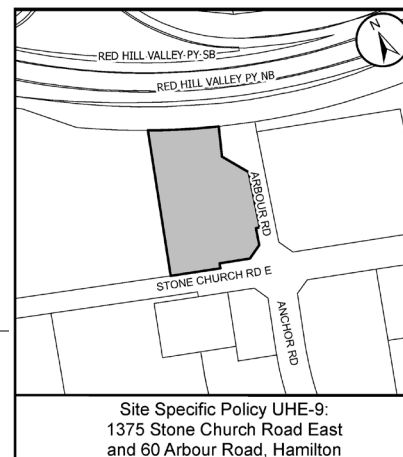 N
RED HILL VALLEY PY SB
RED HILL VALLEY PY NB
ARBOUR RD
STONE CHURCH RD E
ANCHOR RD
Site Specific Policy UHE-9:
1375 Stone Church Road East
and 60 Arbour Road, Hamilton